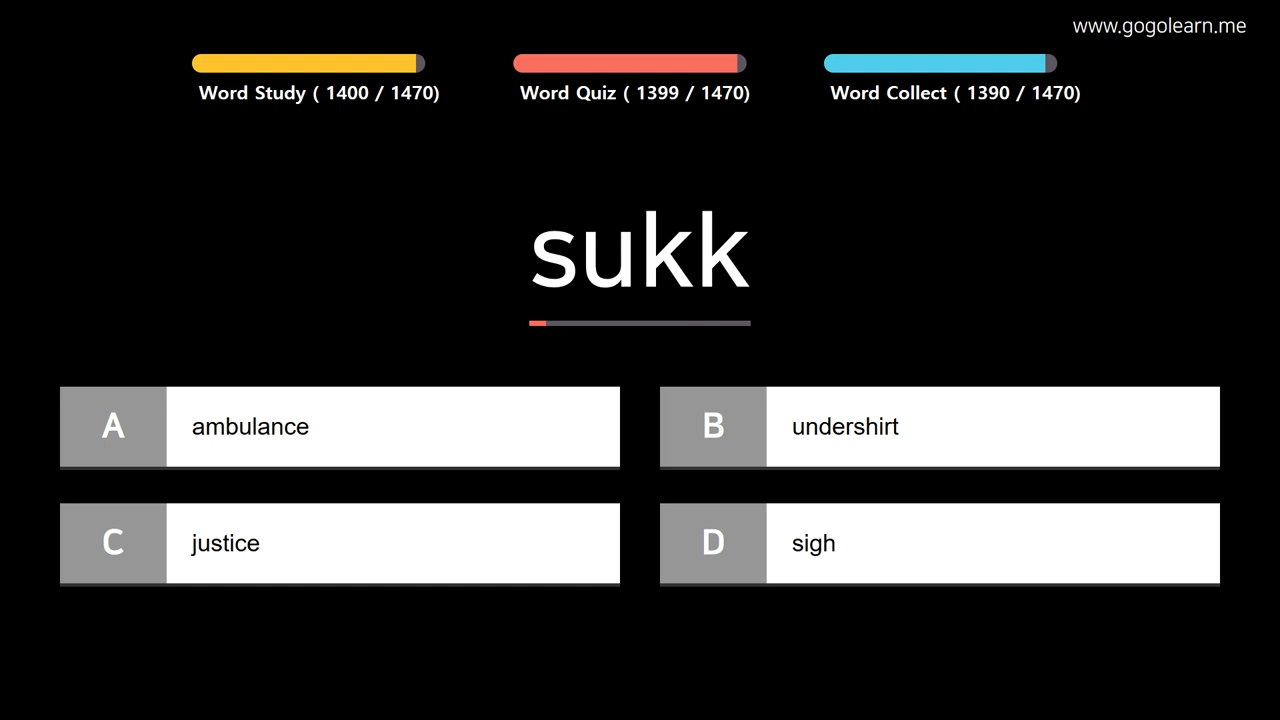 www.gogolearn.me
Word Study ( 1400 / 1470)
Word Quiz ( 1399 / 1470)
Word Collect ( 1390 / 1470)
sukk
A ambulance
B undershirt
C justice
D sigh